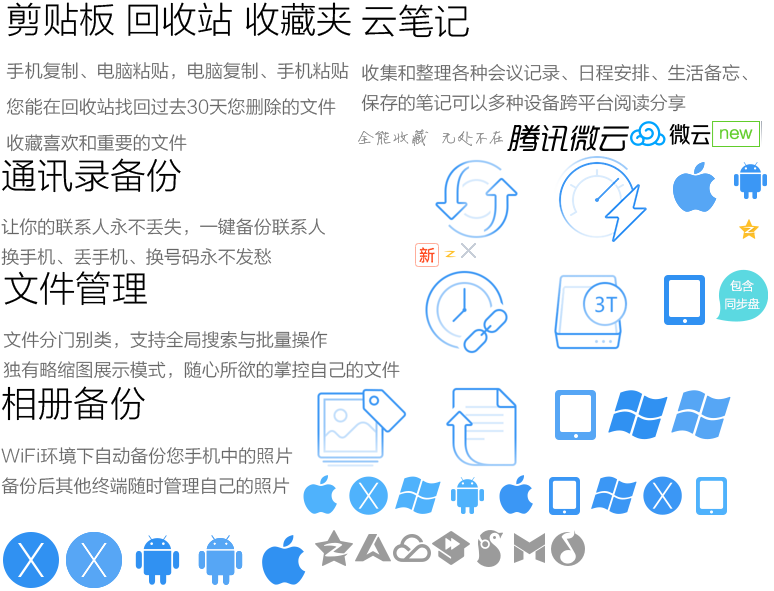 剪贴板 回收站 收藏夹 云笔记
手机复制、电脑粘贴，电脑复制、手机粘贴
您能在回收站找回过去30天您删除的文件
收藏喜欢和重要的文件
收集和整理各种会议记录、日程安排、生活备忘、
保存的笔记可以多种设备跨平台阅读分享
全能收藏 无处不在
腾讯微云
微云
new
通讯录备份
让你的联系人永不丢失，一键备份联系人
换手机、丢手机、换号码永不发愁
新
文件管理
文件分门别类，支持全局搜索与批量操作
独有略缩图展示模式，随心所欲的掌控自己的文件
3T
包含
同步盘
相册备份
WiFi环境下自动备份您手机中的照片
备份后其他终端随时管理自己的照片
X
X
X
X